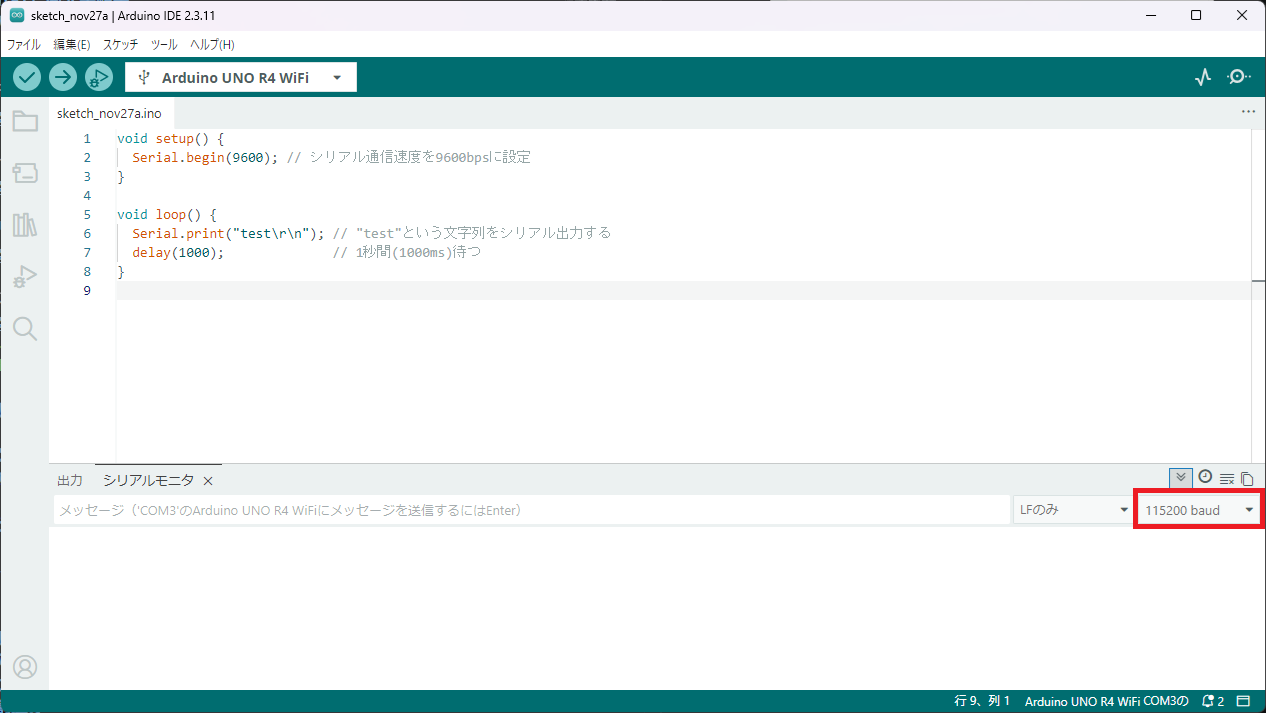 sketch_nov27a | Arduino IDE 2.3.11
ファイル 編集(E) スケッチ ツール ヘルプ(H)
Arduino UNO R4 WiFi
sketch_nov27a.ino
1 void setup() {
2 Serial.begin(9600); // シリアル通信速度を9600bpsに設定
3 }
4
5 void loop() {
6 Serial.print("test\r\n"); // "test"という文字列をシリアル出力する
7 delay(1000); // 1秒間(1000ms)待つ
8 }
9
出力 シリアルモニタ
メッセージ（'COM3'のArduino UNO R4 WiFiにメッセージを送信するにはEnter） LFのみ 115200 baud
行 9、列 1 Arduino UNO R4 WiFi COM3の 2